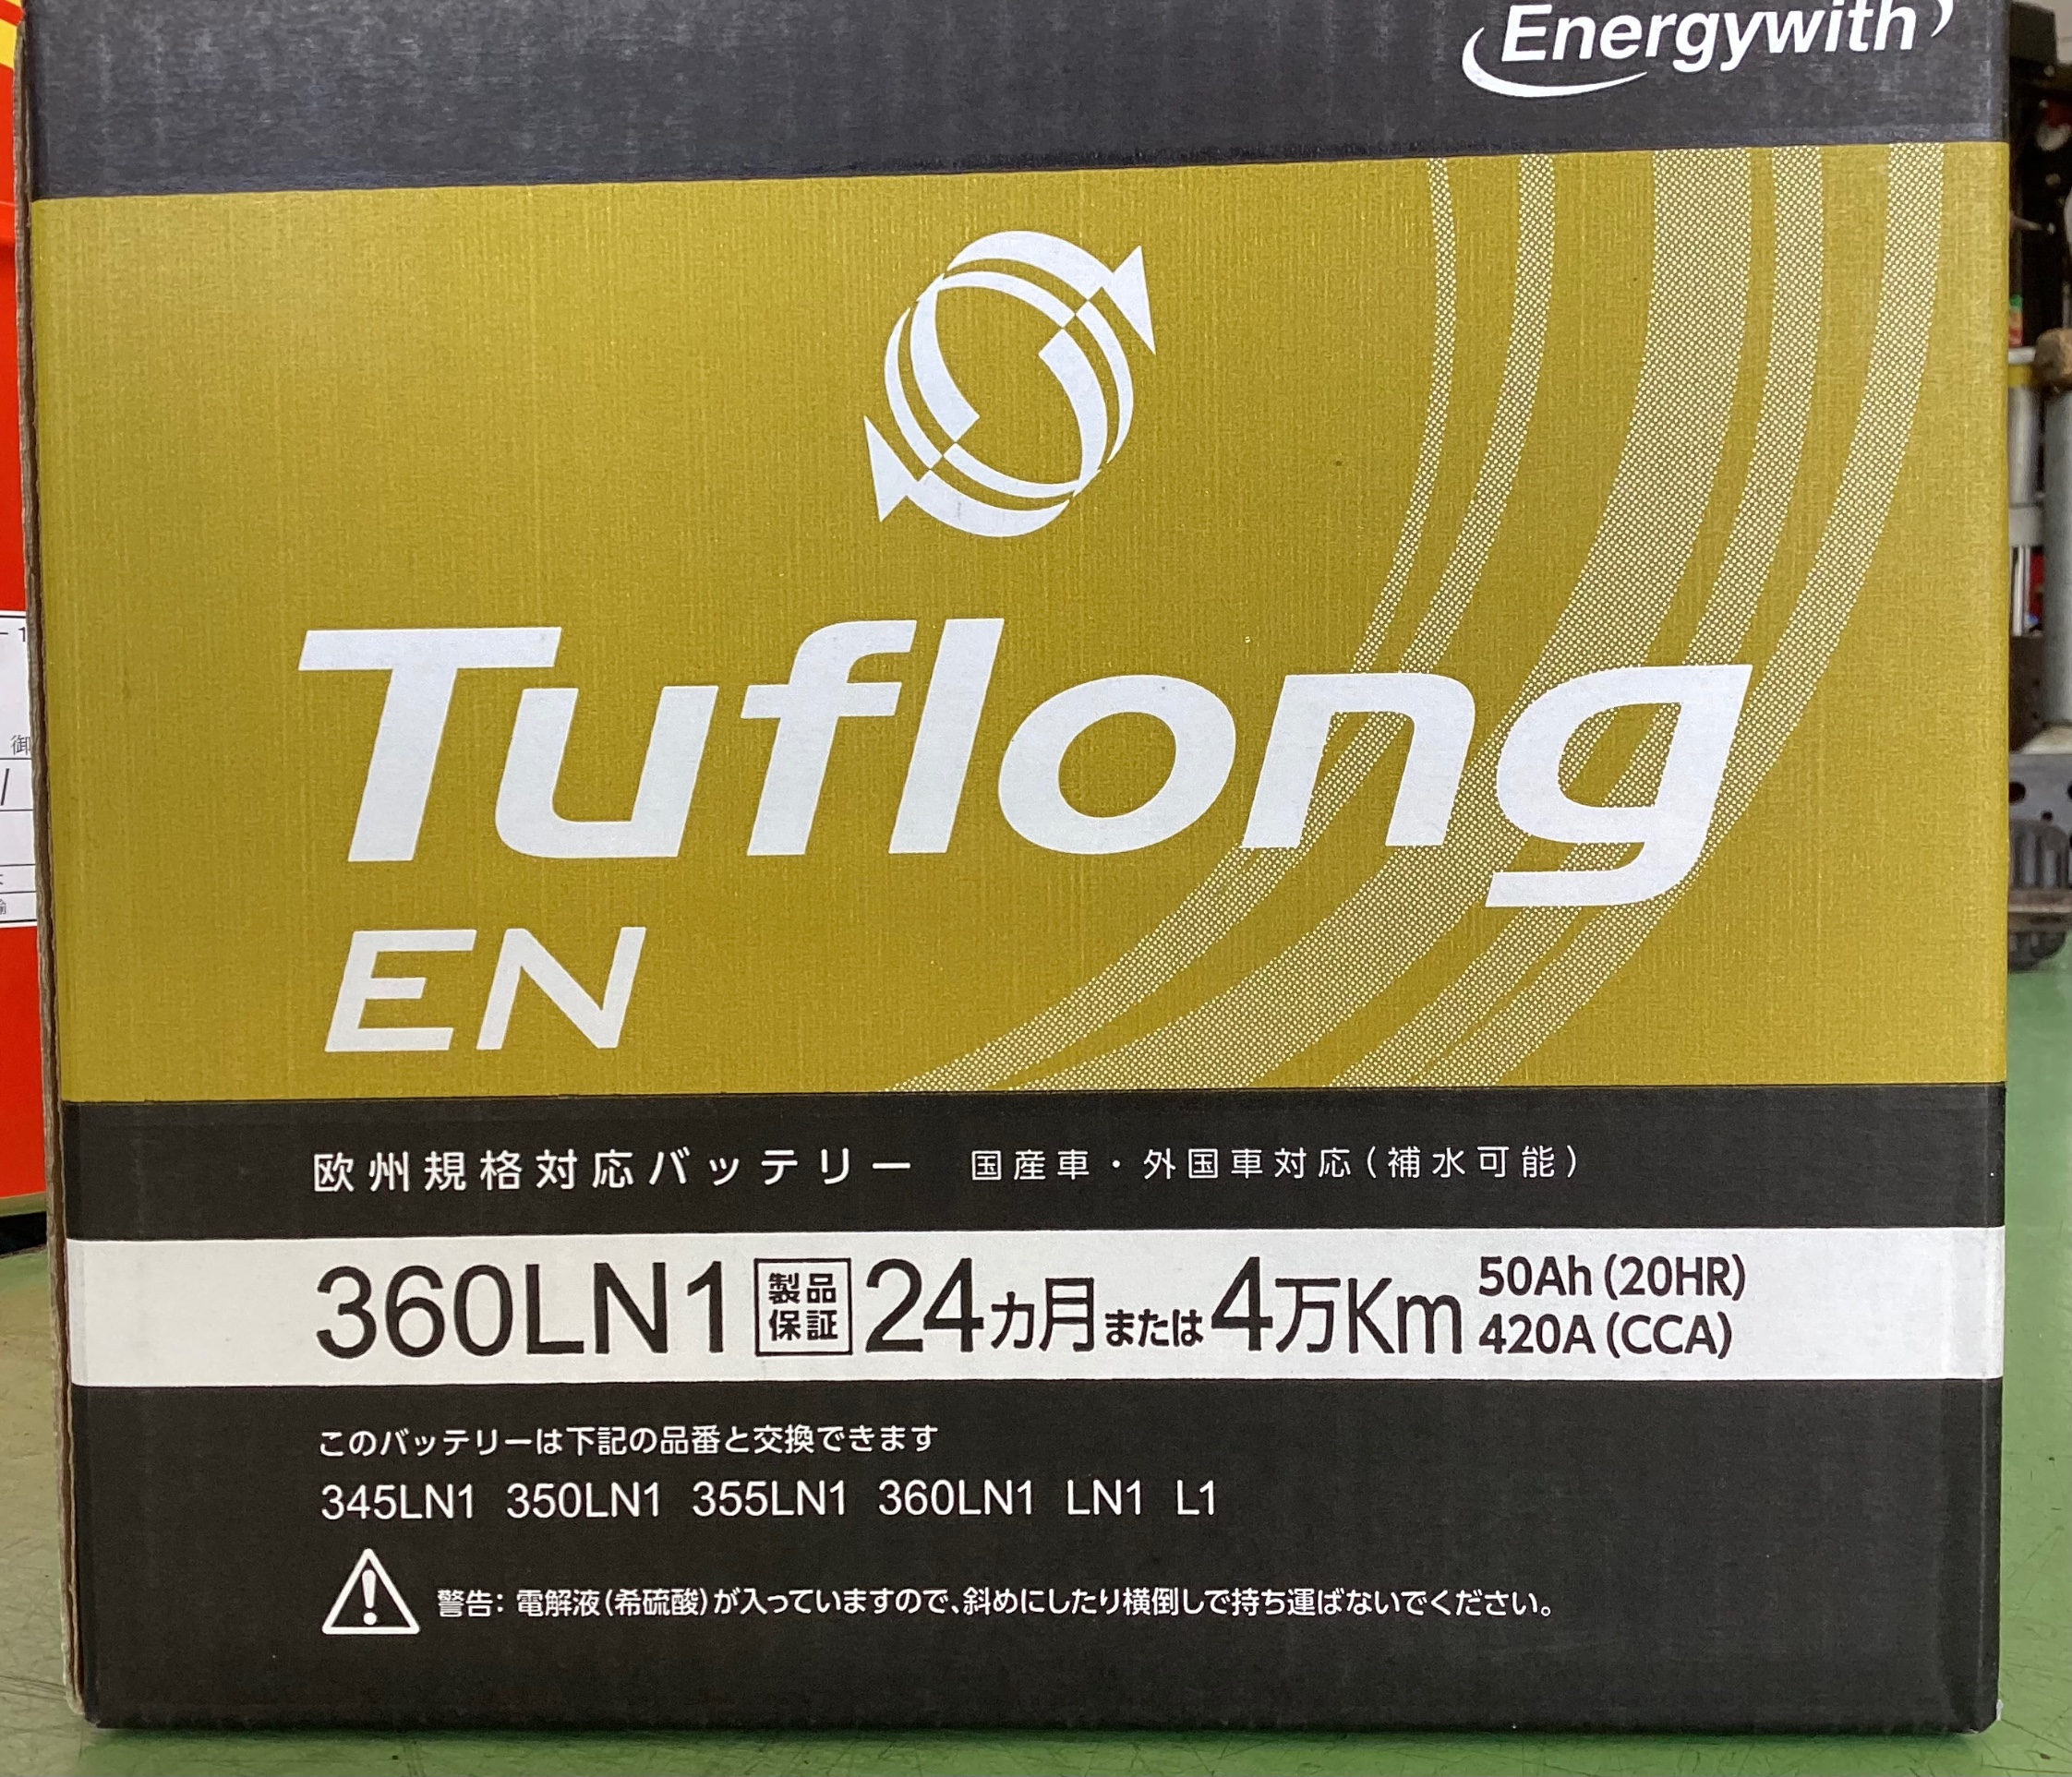 Energywith
Tuflong
EN
欧州規格対応バッテリー 国産車・外国車対応(補水可能)
360LN1 製品保証 24カ月または4万Km 50Ah (20HR) 420A (CCA)
このバッテリーは下記の品番と交換できます
345LN1 350LN1 355LN1 360LN1 LN1 L1
警告:電解液(希硫酸)が入っていますので、斜めにしたり横倒しで持ち運ばないでください。
御